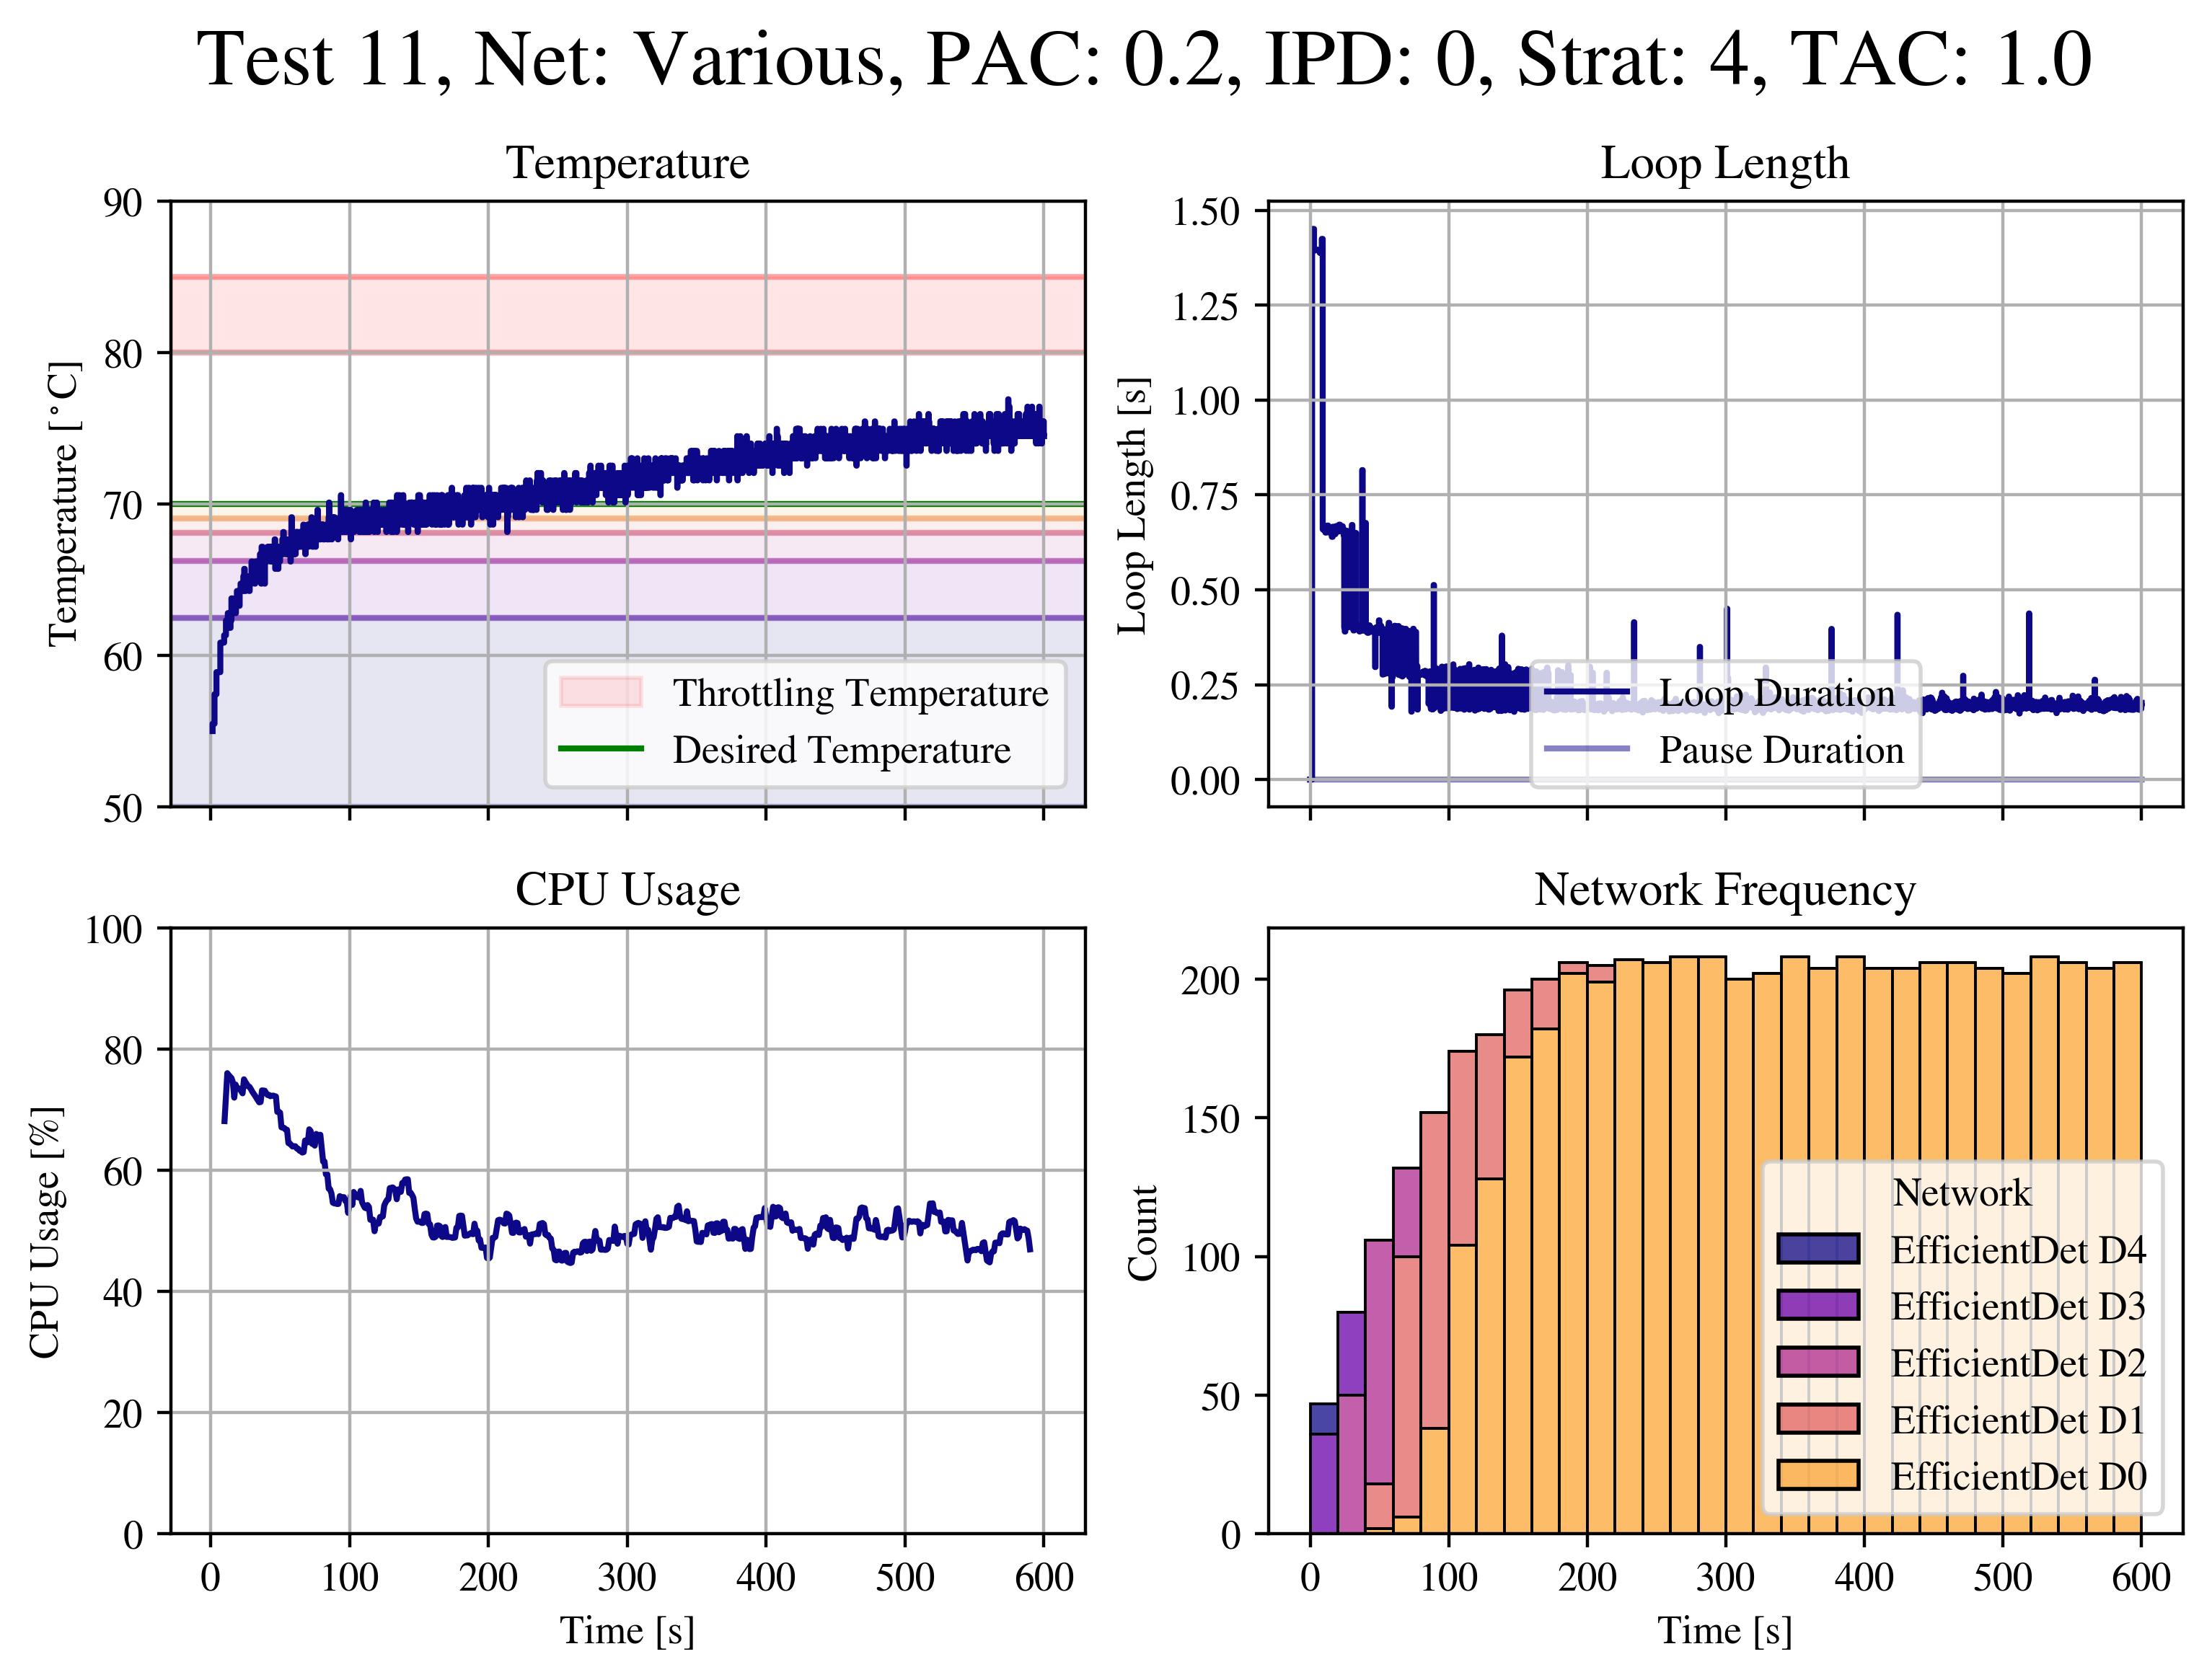 Test 11, Net: Various, PAC: 0.2, IPD: 0, Strat: 4, TAC: 1.0
Temperature
90
80
70
60
50
Temperature [°C]
Throttling Temperature
Desired Temperature
Loop Length
1.50
1.25
1.00
0.75
0.50
0.25
0.00
Loop Length [s]
Loop Duration
Pause Duration
CPU Usage
100
80
60
40
20
0
CPU Usage [%]
0 100 200 300 400 500 600
Time [s]
Network Frequency
200
150
100
50
0
Count
Network
EfficientDet D4
EfficientDet D3
EfficientDet D2
EfficientDet D1
EfficientDet D0
0 100 200 300 400 500 600
Time [s]